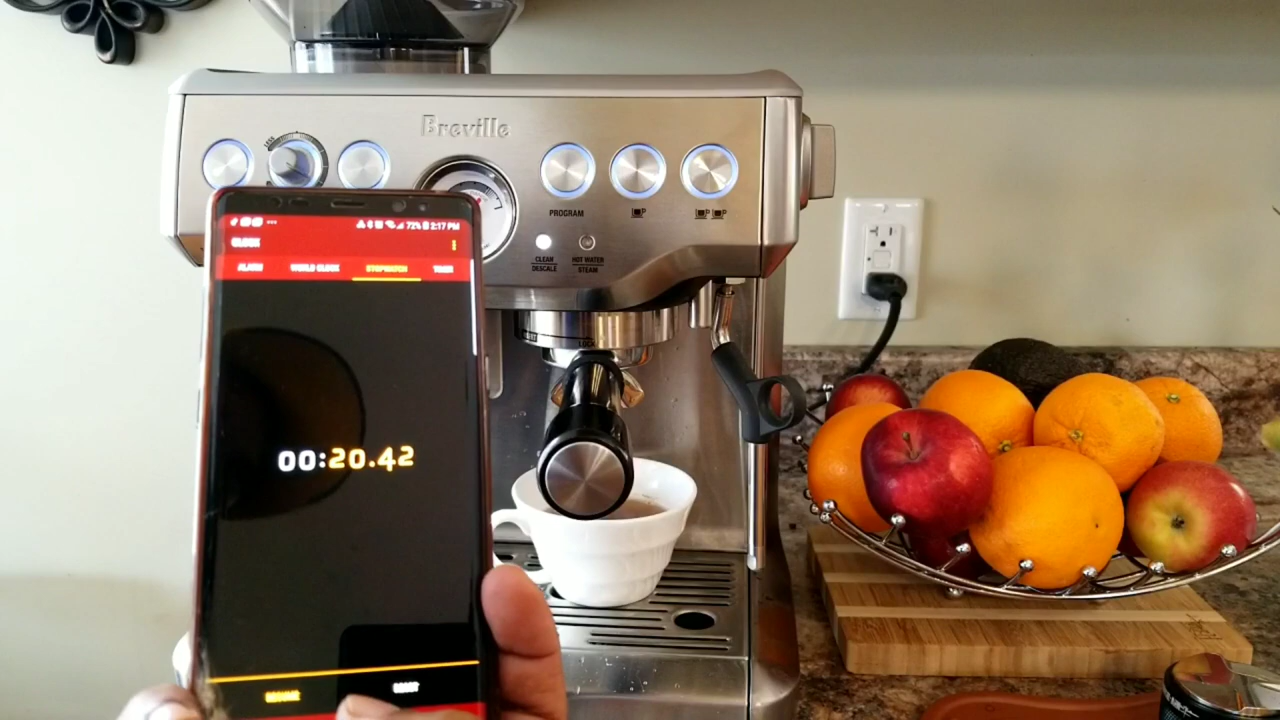 Breville
PROGRAM
CLEAN
DESCALE
HOT WATER
STEAM
LOCK
72% 2:17 PM
CLOCK
ALARM WORLD CLOCK STOPWATCH TIMER
00:20.42
RESUME RESET